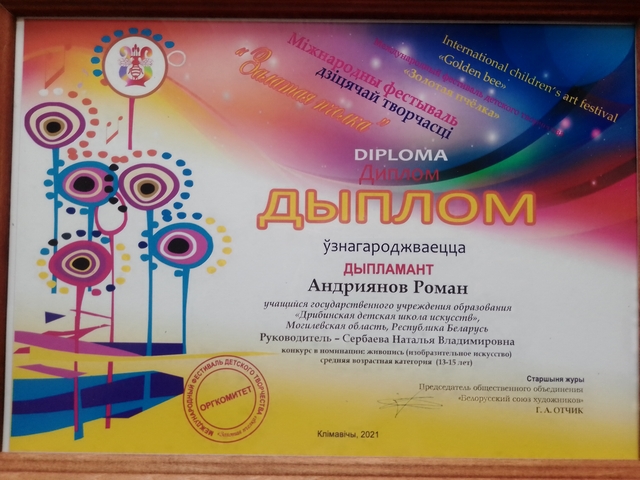 International children's art festival
«Golden bee»
«Золотая пчёлка»
Міжнародны фестываль
дзіцячай творчасці
«Залатая пчолка»
DIPLOMA
Диплом
ДЫПЛОМ
ўзнагароджваецца
ДЫПЛАМАНТ
Андриянов Роман
учащийся государственного учреждения образования
«Дрибинская детская школа искусств»,
Могилевская область, Республика Беларусь
Руководитель – Сербаева Наталья Владимировна
конкурс в номинации: живопись (изобразительное искусство)
средняя возрастная категория (13-15 лет)
Старшыня журы
Председатель общественного объединения
«Белорусский союз художников»
Г. А. ОТЧИК
МЕЖДУНАРОДНЫЙ ФЕСТИВАЛЬ ДЕТСКОГО ТВОРЧЕСТВА
ОРГКОМИТЕТ
Клімавічы, 2021